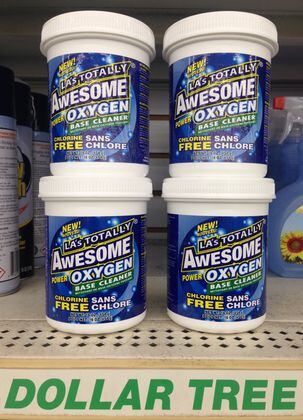 NEW!
LA's TOTALLY
AWESOME
POWER OXYGEN
BASE CLEANER
CHLORINE SANS
FREE CHLORE
NEW!
LA's TOTALLY
AWESOME
POWER OXYGEN
BASE CLEANER
CHLORINE SANS
FREE CHLORE
NEW!
LA's TOTALLY
AWESOME
POWER OXYGEN
BASE CLEANER
CHLORINE SANS
FREE CHLORE
NEW!
LA's TOTALLY
AWESOME
POWER OXYGEN
BASE CLEANER
CHLORINE SANS
FREE CHLORE
DOLLAR TREE